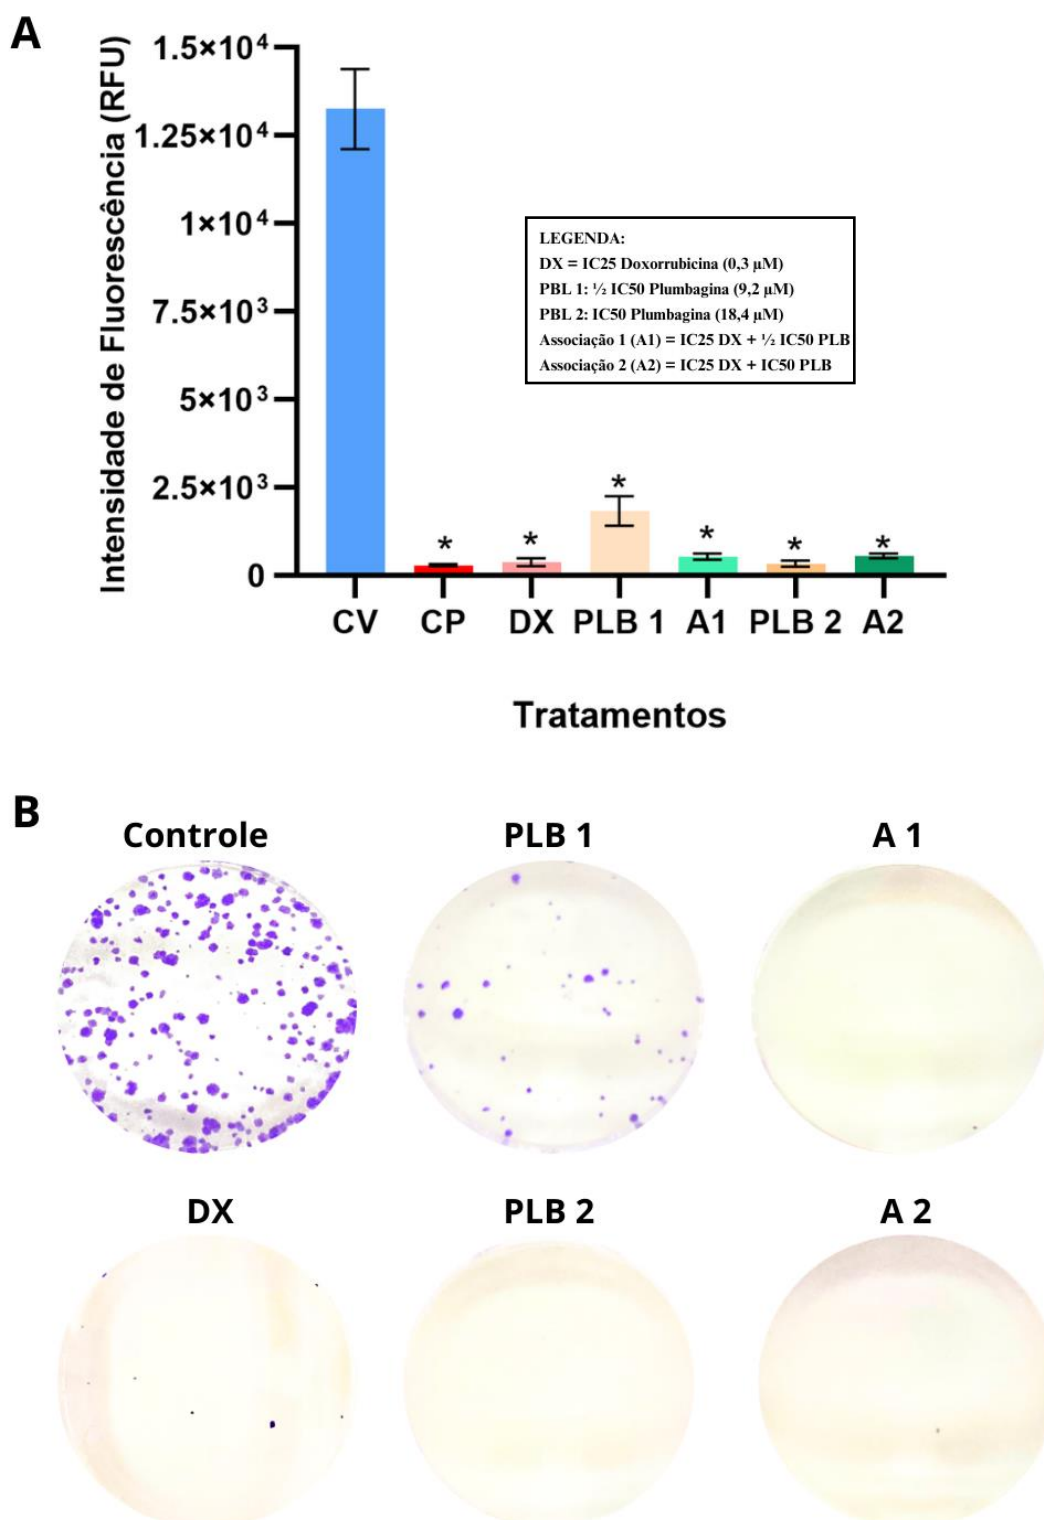 A
Intensidade de Fluorescência (RFU)
1.5×10⁴
1.25×10⁴
1×10⁴
7.5×10³
5×10³
2.5×10³
0
LEGENDA:
DX = IC25 Doxorrubicina (0,3 µM)
PBL 1: ½ IC50 Plumbagina (9,2 µM)
PBL 2: IC50 Plumbagina (18,4 µM)
Associação 1 (A1) = IC25 DX + ½ IC50 PLB
Associação 2 (A2) = IC25 DX + IC50 PLB
* * * * * *
CV CP DX PLB 1 A1 PLB 2 A2
Tratamentos
B
Controle PLB 1 A 1
DX PLB 2 A 2